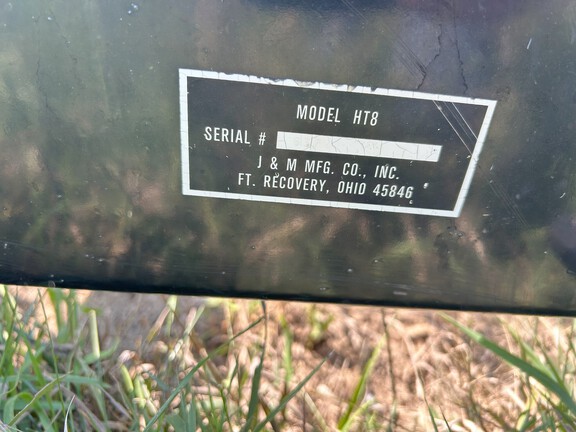 MODEL HT8
SERIAL #
J & M MFG. CO., INC.
FT. RECOVERY, OHIO 45846